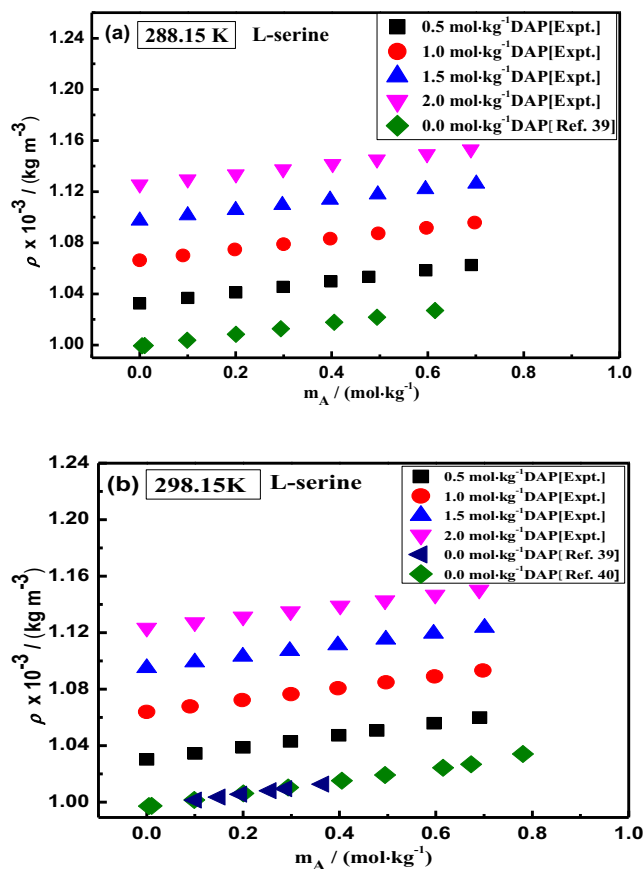 (a) 288.15 K L-serine
0.5 mol·kg⁻¹DAP[Expt.]
1.0 mol·kg⁻¹DAP[Expt.]
1.5 mol·kg⁻¹DAP[Expt.]
2.0 mol·kg⁻¹DAP[Expt.]
0.0 mol·kg⁻¹DAP[ Ref. 39]
ρ x 10⁻³ / (kg m⁻³)
1.24
1.20
1.16
1.12
1.08
1.04
1.00
0.0 0.2 0.4 0.6 0.8 1.0
m_A / (mol·kg⁻¹)
(b) 298.15K L-serine
0.5 mol·kg⁻¹DAP[Expt.]
1.0 mol·kg⁻¹DAP[Expt.]
1.5 mol·kg⁻¹DAP[Expt.]
2.0 mol·kg⁻¹DAP[Expt.]
0.0 mol·kg⁻¹DAP[ Ref. 39]
0.0 mol·kg⁻¹DAP[ Ref. 40]
ρ x 10⁻³ / (kg m⁻³)
1.24
1.20
1.16
1.12
1.08
1.04
1.00
0.0 0.2 0.4 0.6 0.8 1.0
m_A / (mol·kg⁻¹)